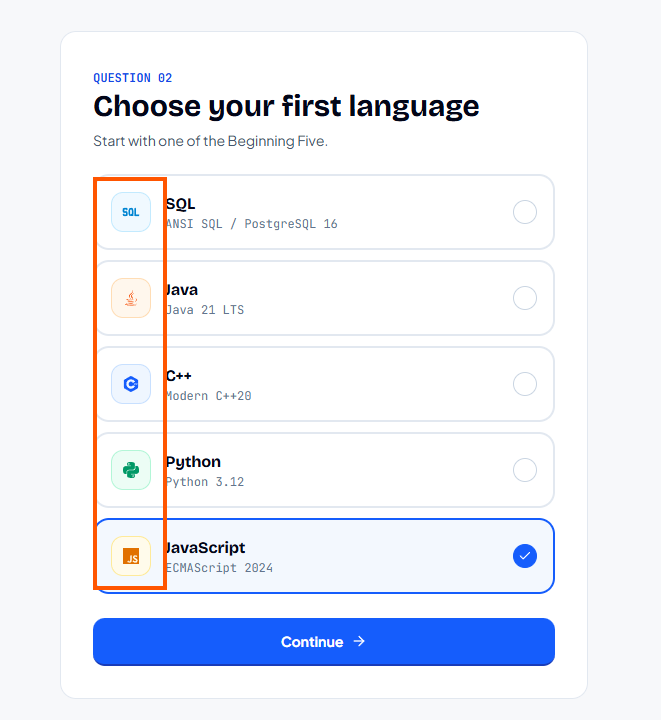 QUESTION 02
Choose your first language
Start with one of the Beginning Five.
SQL
SQL
ANSI SQL / PostgreSQL 16
Java
Java 21 LTS
C
C++
Modern C++20
Python
Python 3.12
JS
JavaScript
ECMAScript 2024
Continue